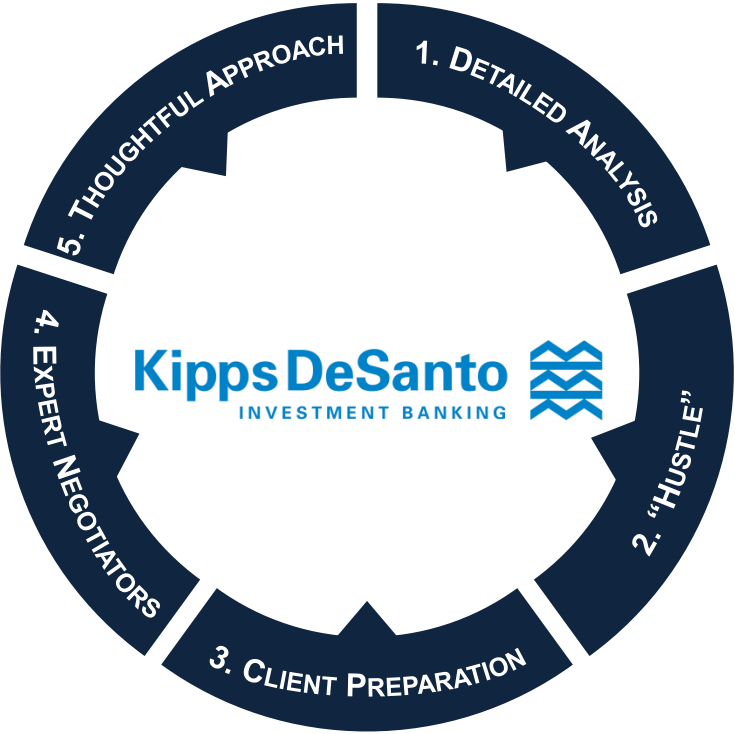 1. Detailed Analysis
2. “Hustle”
3. Client Preparation
4. Expert Negotiators
5. Thoughtful Approach
KippsDeSanto
INVESTMENT BANKING